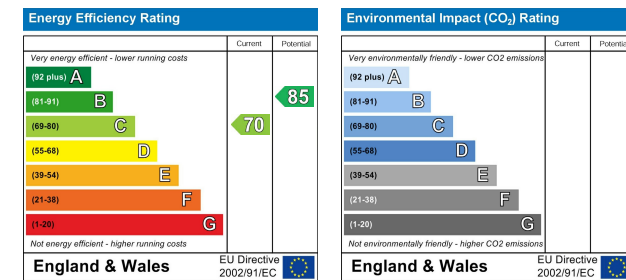 Energy Efficiency Rating
Current Potential
Very energy efficient - lower running costs
(92 plus) A
(81-91) B
85
(69-80) C
70
(55-68) D
(39-54) E
(21-38) F
(1-20) G
Not energy efficient - higher running costs
England & Wales
EU Directive
2002/91/EC
Environmental Impact (CO₂) Rating
Current Potential
Very environmentally friendly - lower CO2 emissions
(92 plus) A
(81-91) B
(69-80) C
(55-68) D
(39-54) E
(21-38) F
(1-20) G
Not environmentally friendly - higher CO2 emissions
England & Wales
EU Directive
2002/91/EC